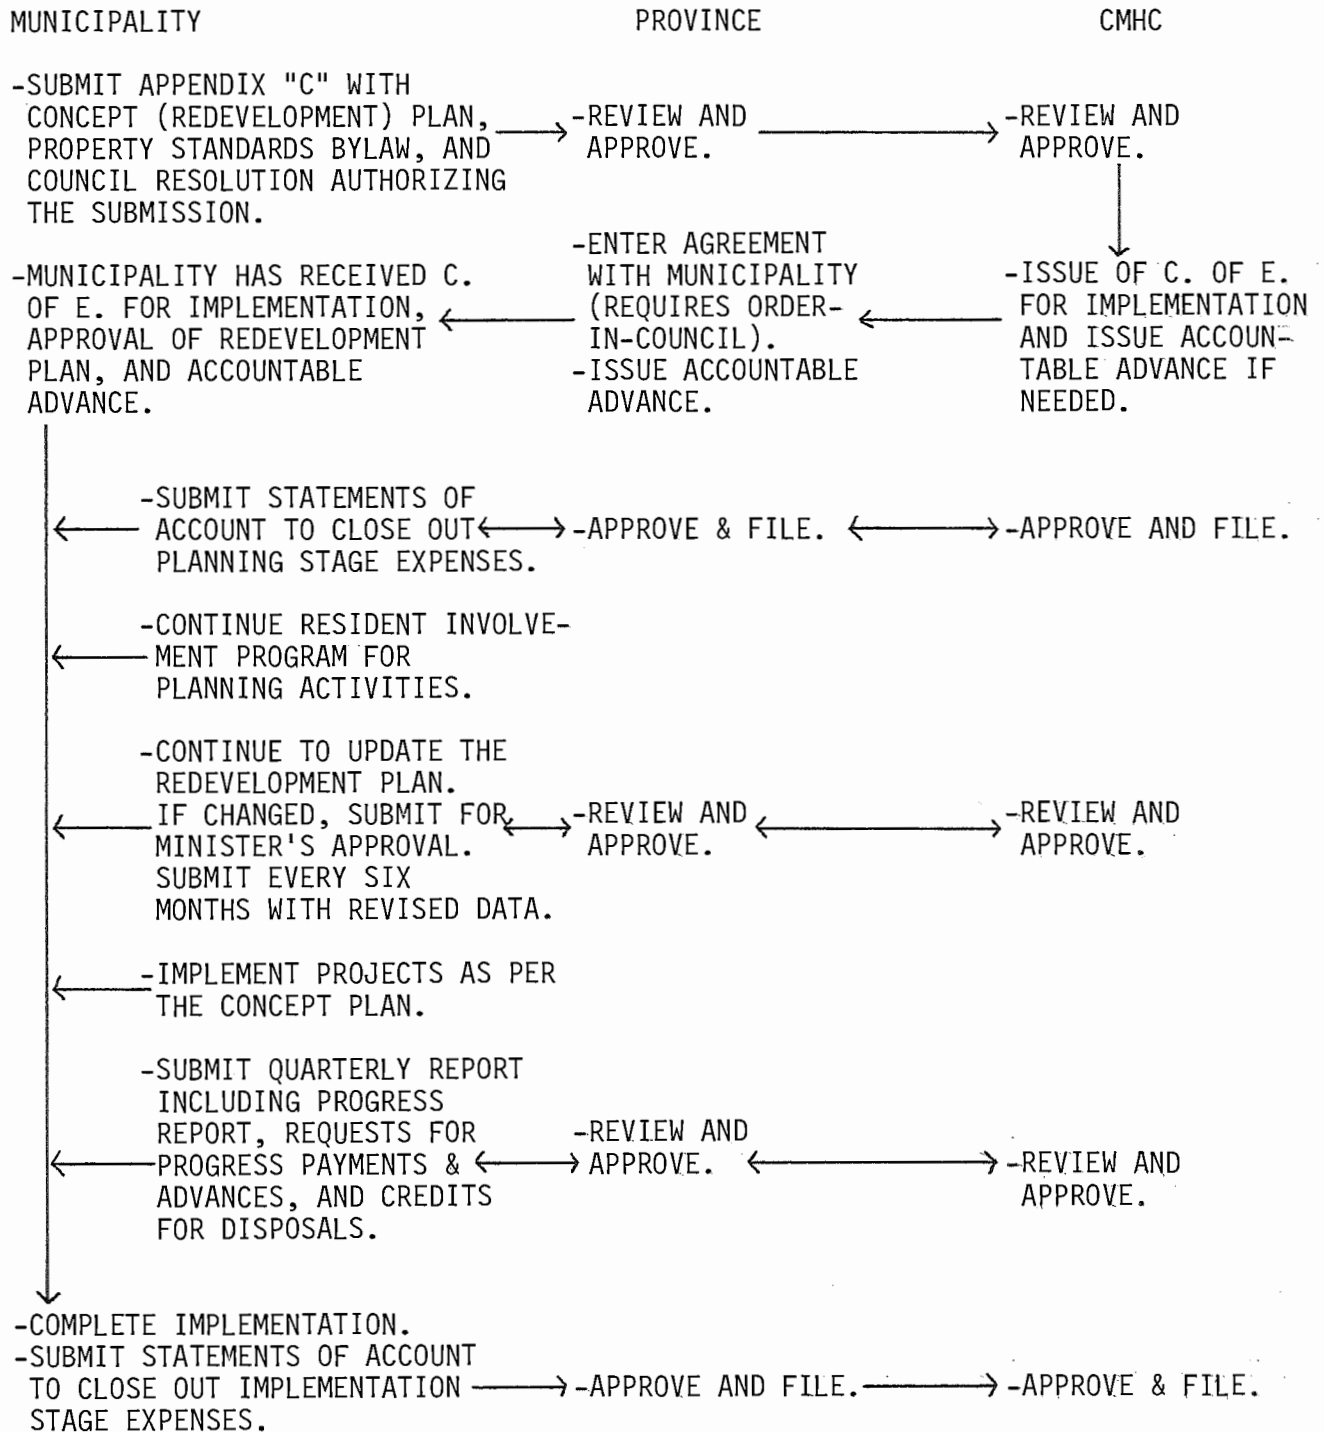 MUNICIPALITY PROVINCE CMHC
-SUBMIT APPENDIX "C" WITH
CONCEPT (REDEVELOPMENT) PLAN,
PROPERTY STANDARDS BYLAW, AND
COUNCIL RESOLUTION AUTHORIZING
THE SUBMISSION.
-REVIEW AND
APPROVE.
-REVIEW AND
APPROVE.
-MUNICIPALITY HAS RECEIVED C.
OF E. FOR IMPLEMENTATION,
APPROVAL OF REDEVELOPMENT
PLAN, AND ACCOUNTABLE
ADVANCE.
-ENTER AGREEMENT
WITH MUNICIPALITY
(REQUIRES ORDER-
IN-COUNCIL).
-ISSUE ACCOUNTABLE
ADVANCE.
-ISSUE OF C. OF E.
FOR IMPLEMENTATION
AND ISSUE ACCOUN-
TABLE ADVANCE IF
NEEDED.
-SUBMIT STATEMENTS OF
ACCOUNT TO CLOSE OUT
PLANNING STAGE EXPENSES.
-APPROVE & FILE.
-APPROVE AND FILE.
-CONTINUE RESIDENT INVOLVE-
MENT PROGRAM FOR
PLANNING ACTIVITIES.
-CONTINUE TO UPDATE THE
REDEVELOPMENT PLAN.
IF CHANGED, SUBMIT FOR
MINISTER'S APPROVAL.
SUBMIT EVERY SIX
MONTHS WITH REVISED DATA.
-REVIEW AND
APPROVE.
-REVIEW AND
APPROVE.
-IMPLEMENT PROJECTS AS PER
THE CONCEPT PLAN.
-SUBMIT QUARTERLY REPORT
INCLUDING PROGRESS
REPORT, REQUESTS FOR
PROGRESS PAYMENTS &
ADVANCES, AND CREDITS
FOR DISPOSALS.
-REVIEW AND
APPROVE.
-REVIEW AND
APPROVE.
-COMPLETE IMPLEMENTATION.
-SUBMIT STATEMENTS OF ACCOUNT
TO CLOSE OUT IMPLEMENTATION
STAGE EXPENSES.
-APPROVE AND FILE.
-APPROVE & FILE.